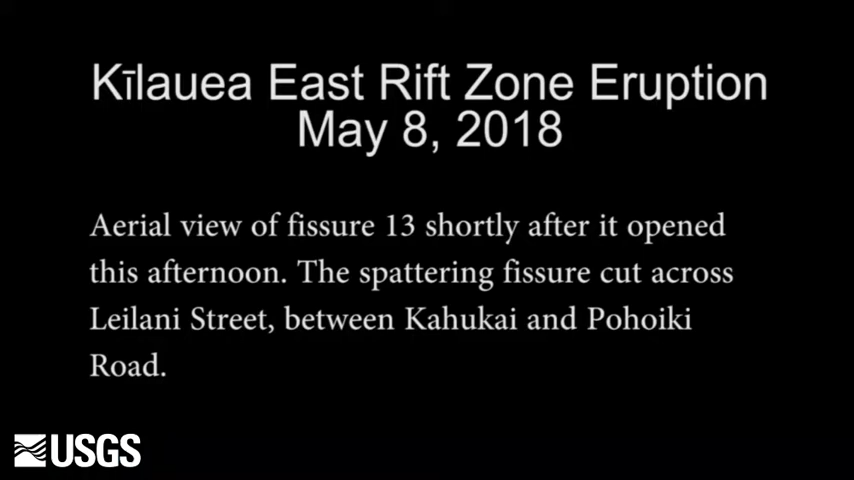 Kīlauea East Rift Zone Eruption
May 8, 2018
Aerial view of fissure 13 shortly after it opened
this afternoon. The spattering fissure cut across
Leilani Street, between Kahukai and Pohoiki
Road.
USGS